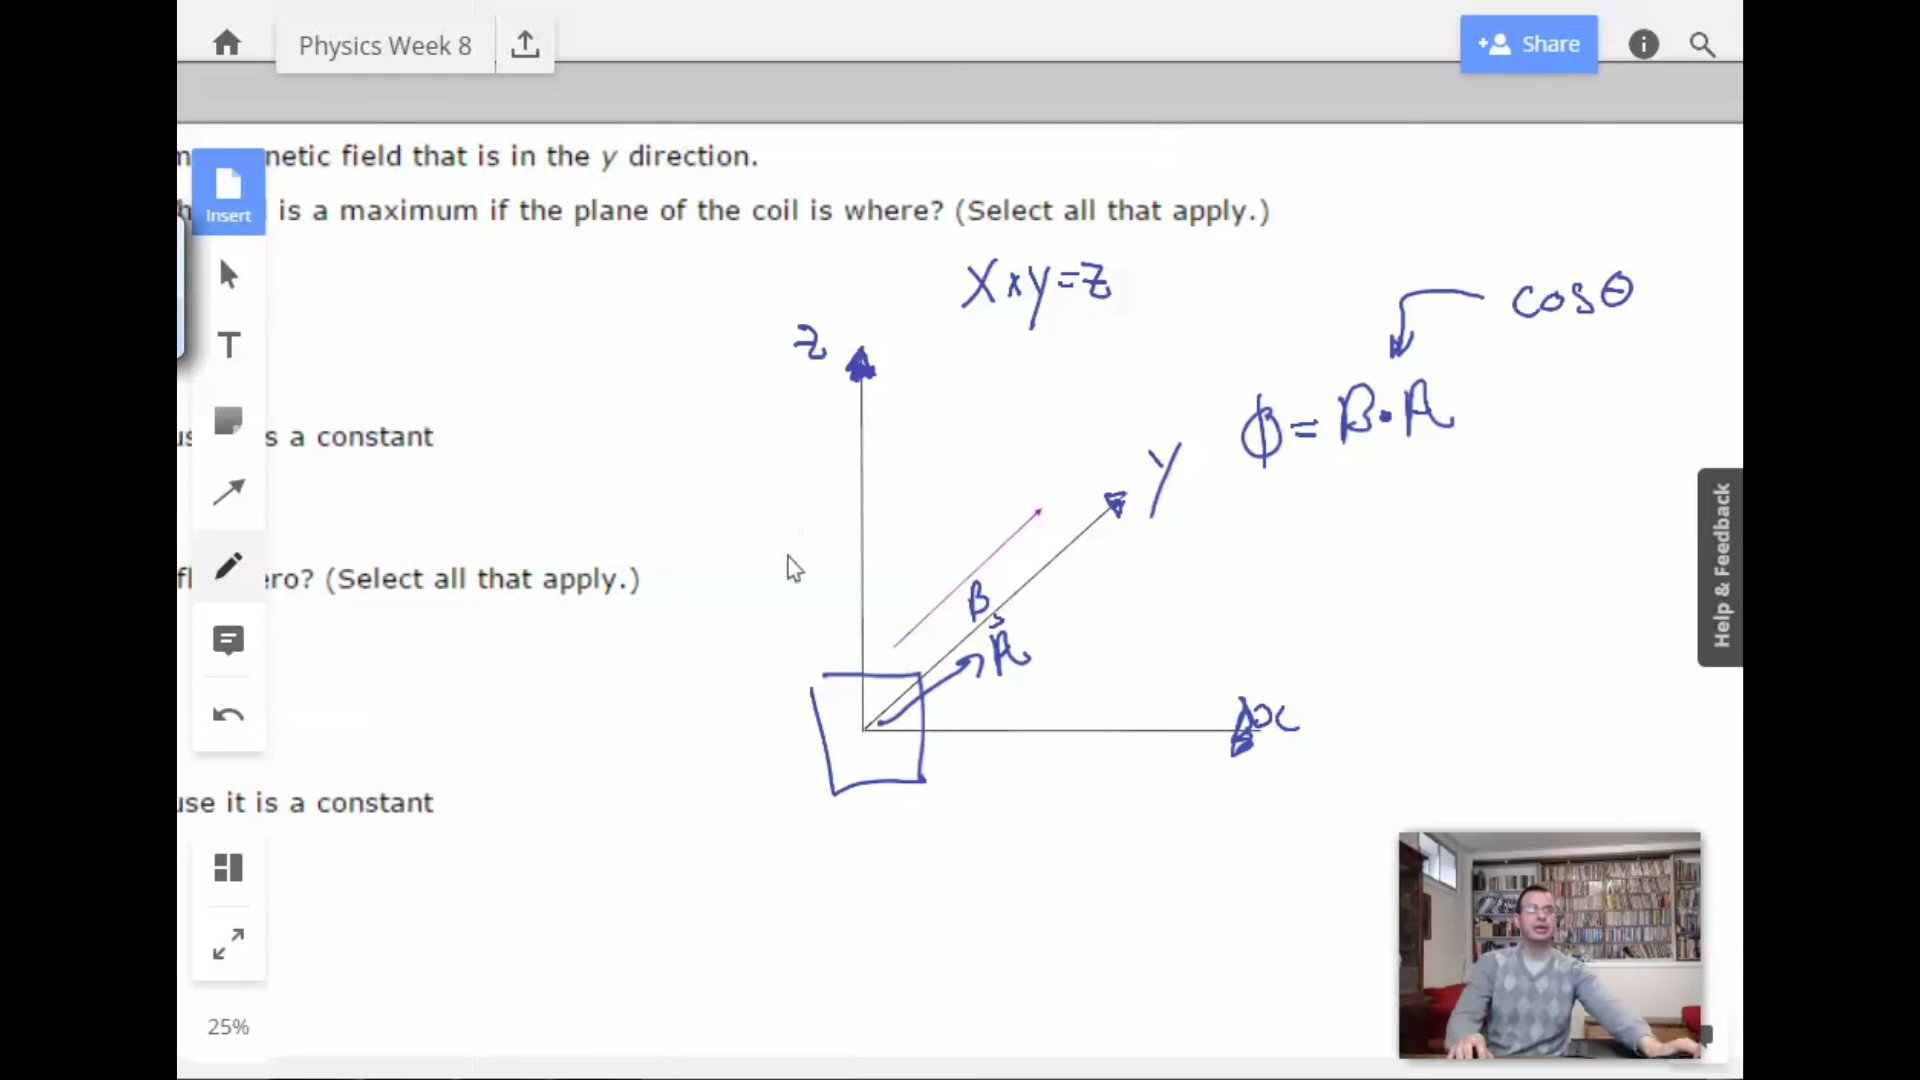 Physics Week 8
Share
netic field that is in the y direction.
is a maximum if the plane of the coil is where? (Select all that apply.)
Insert
X x y = z
cos θ
z
T
ϕ = B · A
s a constant
y
ero? (Select all that apply.)
B
A
x
use it is a constant
25%
Help & Feedback